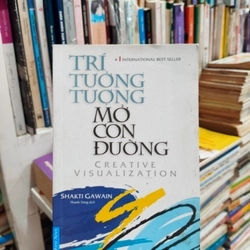 #1 INTERNATIONAL BEST SELLER
TRÍ
TƯỞNG
TƯỢNG
MỞ
CON
ĐƯỜNG
CREATIVE
VISUALIZATION
SHAKTI GAWAIN